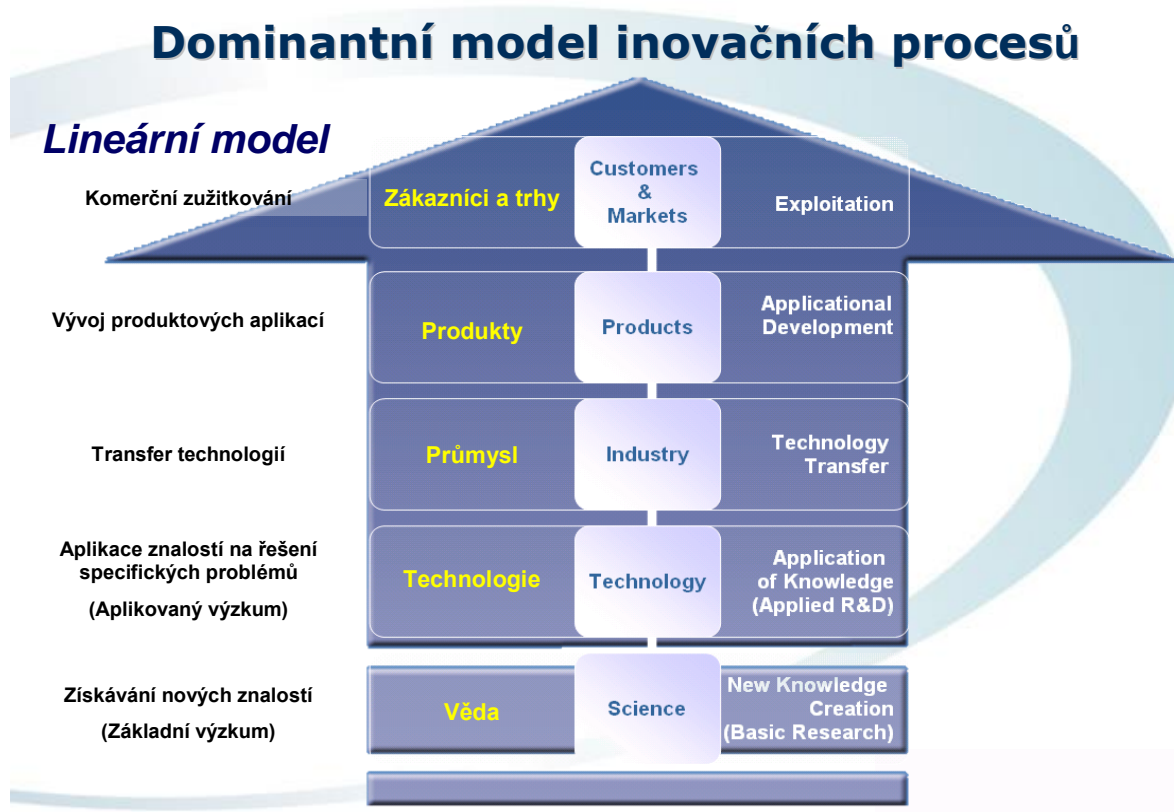 Dominantní model inovačních procesů
Lineární model
Komerční zužitkování
Zákazníci a trhy
Customers
&
Markets
Exploitation
Vývoj produktových aplikací
Produkty
Products
Applicational
Development
Transfer technologií
Průmysl
Industry
Technology
Transfer
Aplikace znalostí na řešení
specifických problémů
(Aplikovaný výzkum)
Technologie
Technology
Application
of Knowledge
(Applied R&D)
Získávání nových znalostí
(Základní výzkum)
Věda
Science
New Knowledge
Creation
(Basic Research)